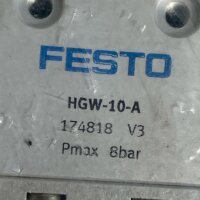 FESTO
HGW-10-A
174818 V3
Pmax 8bar